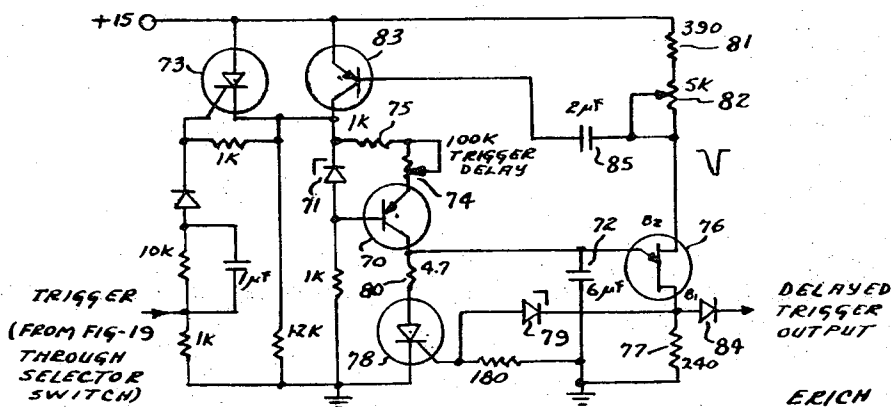 +15
73
83
390
81
5K
82
2µF
85
1K
75
100K
TRIGGER
DELAY
74
1K
71
70
B2
76
72
6µF
B1
10K
1µF
1K
80
4.7
79
78
180
77
240
84
DELAYED
TRIGGER
OUTPUT
TRIGGER
(FROM FIG-19
THROUGH
SELECTOR
SWITCH)
1K
12K
ERICH